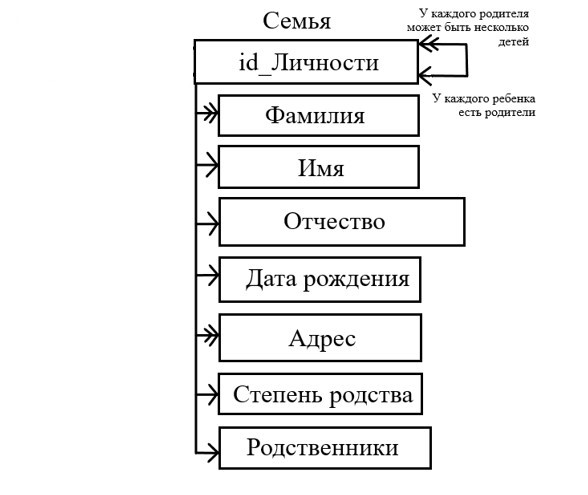 Семья
У каждого родителя
может быть несколько
детей
id_Личности
У каждого ребенка
есть родители
Фамилия
Имя
Отчество
Дата рождения
Адрес
Степень родства
Родственники